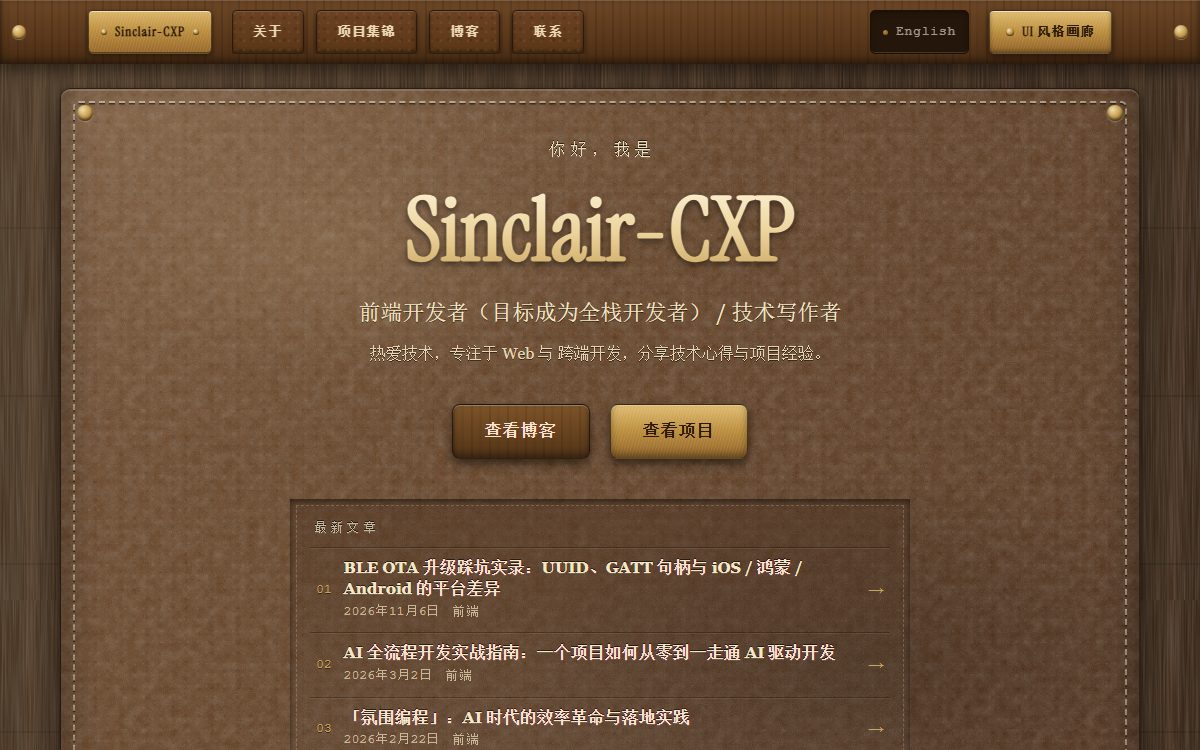 Sinclair-CXP 关于 项目集锦 博客 联系 English UI 风格画廊
你好，我是
Sinclair-CXP
前端开发者（目标成为全栈开发者） / 技术写作者
热爱技术，专注于 Web 与 跨端开发，分享技术心得与项目经验。
查看博客 查看项目
最新文章
01 BLE OTA 升级踩坑实录：UUID、GATT 句柄与 iOS / 鸿蒙 /
Android 的平台差异 →
2026年11月6日 前端
02 AI 全流程开发实战指南：一个项目如何从零到一走通 AI 驱动开发 →
2026年3月2日 前端
03 「氛围编程」：AI 时代的效率革命与落地实践 →
2026年2月22日 前端